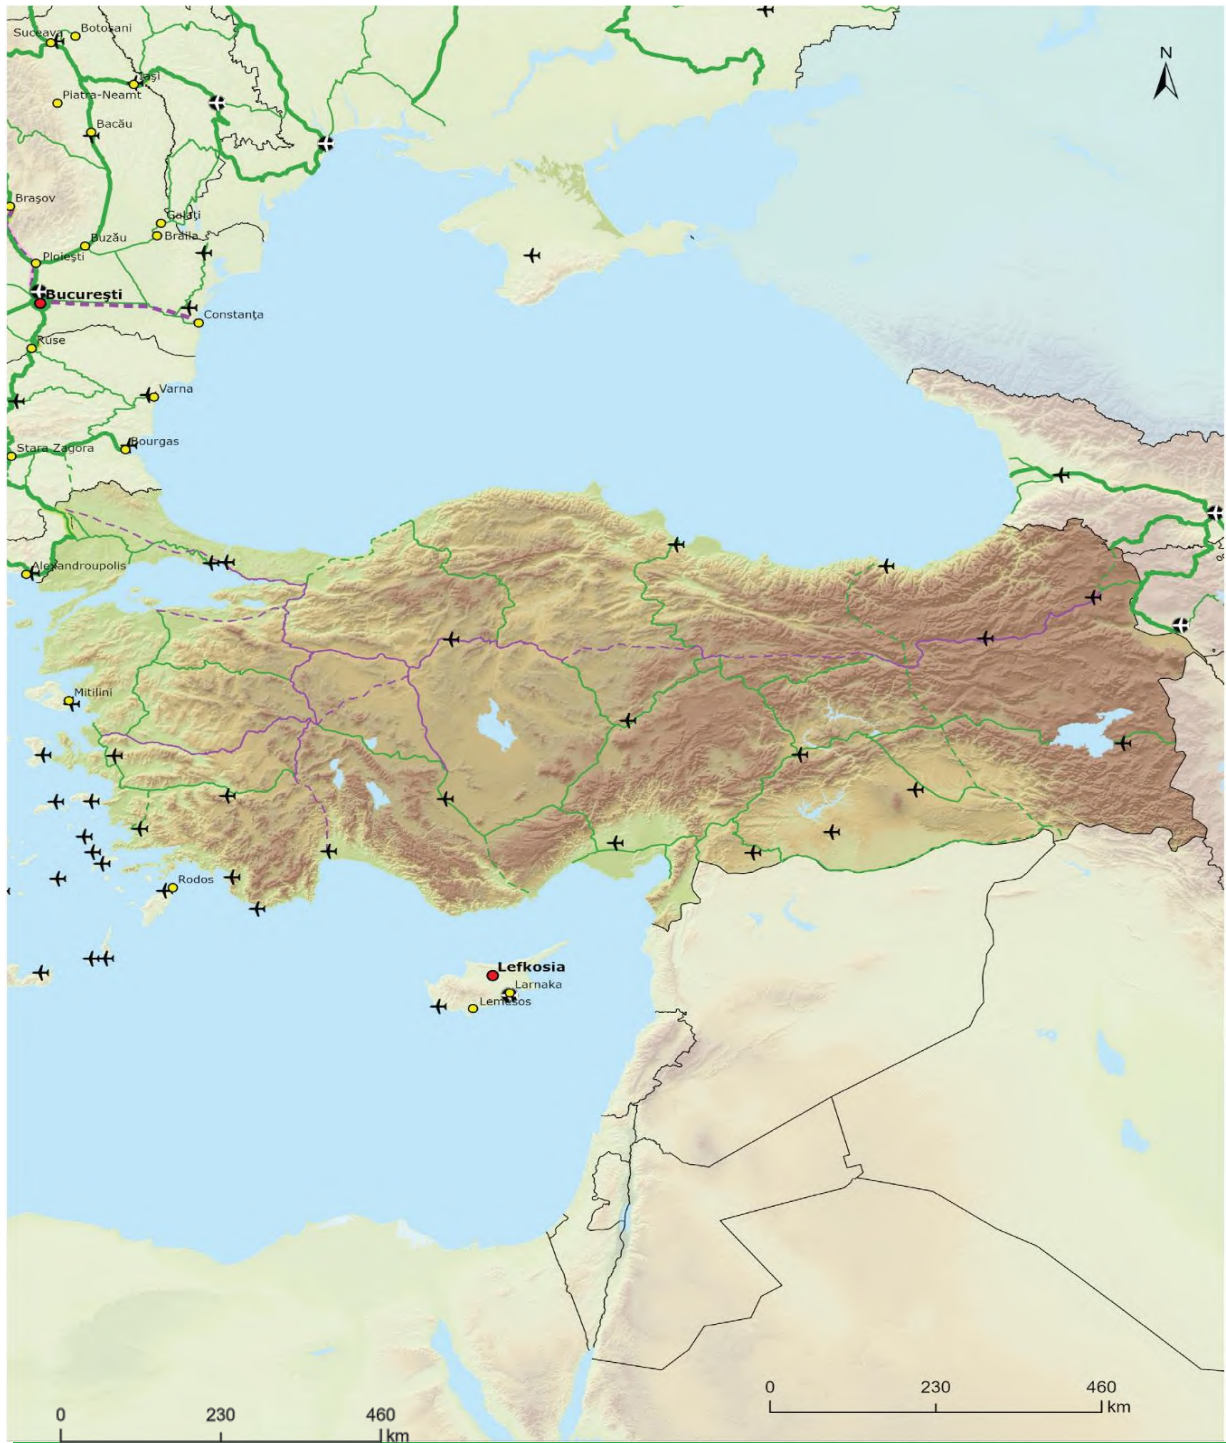 Suceava
Botoșani
N
Iași
Piatra-Neamt
Bacău
Brașov
Galați
Brăila
Buzău
Ploiești
București
Constanța
Ruse
Varna
Bourgas
Stara Zagora
Alexandroupolis
Mitilini
Rodos
Lefkosia
Larnaka
Lemesos
0 230 460
km
0 230 460
km